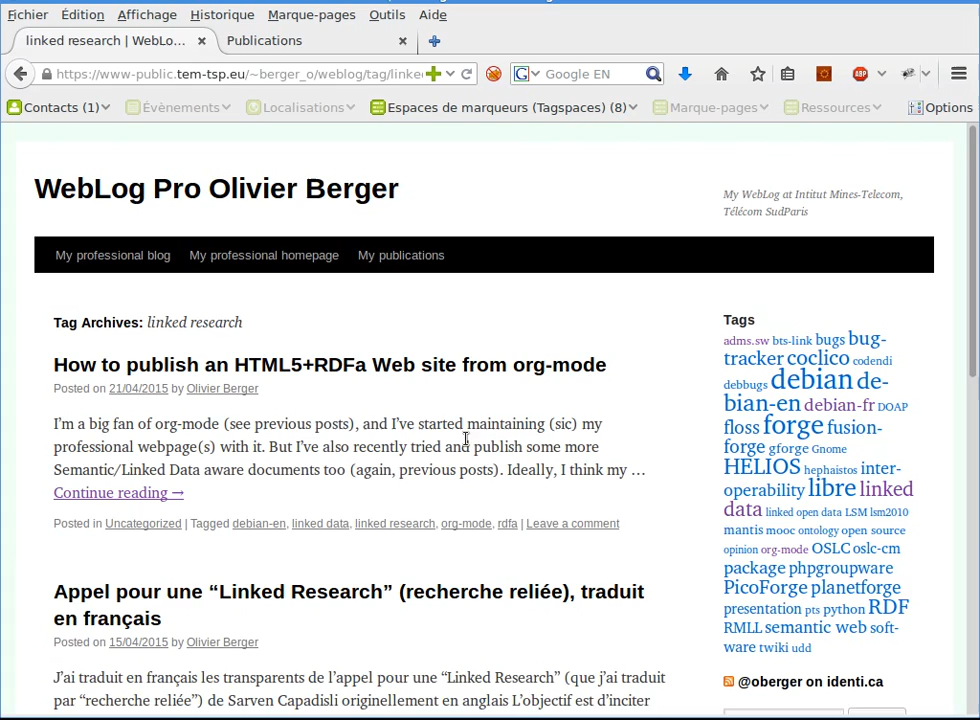 Fichier Édition Affichage Historique Marque-pages Outils Aide
linked research | WebLo... Publications
https://www-public.tem-tsp.eu/~berger_o/weblog/tag/linke Google EN
Contacts (1) Évènements Localisations Espaces de marqueurs (Tagspaces) (8) Marque-pages Ressources Options
WebLog Pro Olivier Berger
My WebLog at Intitut Mines-Telecom,
Télécom SudParis
My professional blog My professional homepage My publications
Tag Archives: linked research
How to publish an HTML5+RDFa Web site from org-mode
Posted on 21/04/2015 by Olivier Berger
I'm a big fan of org-mode (see previous posts), and I've started maintaining (sic) my
professional webpage(s) with it. But I've also recently tried and publish some more
Semantic/Linked Data aware documents too (again, previous posts). Ideally, I think my …
Continue reading →
Posted in Uncategorized | Tagged debian-en, linked data, linked research, org-mode, rdfa | Leave a comment
Appel pour une “Linked Research” (recherche reliée), traduit
en français
Posted on 15/04/2015 by Olivier Berger
J'ai traduit en français les transparents de l'appel pour une “Linked Research” (que j'ai traduit
par “recherche reliée”) de Sarven Capadisli originellement en anglais L'objectif est d'inciter
Tags
adms.sw bts-link bugs bug-
tracker coclico codendi
debbugs debian de-
bian-en debian-fr DOAP
floss forge fusion-
forge gforge Gnome
HELIOS hephaistos inter-
operability libre linked
data linked open data LSM lsm2010
mantis mooc ontology open source
opinion org-mode OSLC oslc-cm
package phpgroupware
PicoForge planetforge
presentation pts python RDF
RMLL semantic web soft-
ware twiki udd
@oberger on identi.ca